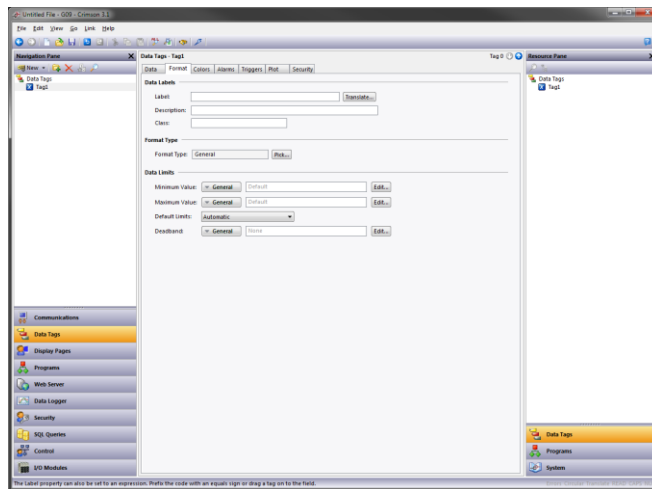 Untitled File - G09 - Crimson 3.1
File Edit View Go Link Help
Navigation Pane X
Data Tags - Tag1
Tag 0
Resource Pane X
New
Data Format Colors Alarms Triggers Plot Security
Data Tags
Tag1
Data Tags
Tag1
Data Labels
Label:
Translate...
Description:
Class:
Format Type
Format Type: General Pick...
Data Limits
Minimum Value: General Default Edit...
Maximum Value: General Default Edit...
Default Limits: Automatic
Deadband: General None Edit...
Communications
Data Tags
Display Pages
Programs
Web Server
Data Logger
Security
SQL Queries
Control
I/O Modules
Data Tags
Programs
System
The Label property can also be set to an expression. Prefix the code with an equals sign or drag a tag on to the field.